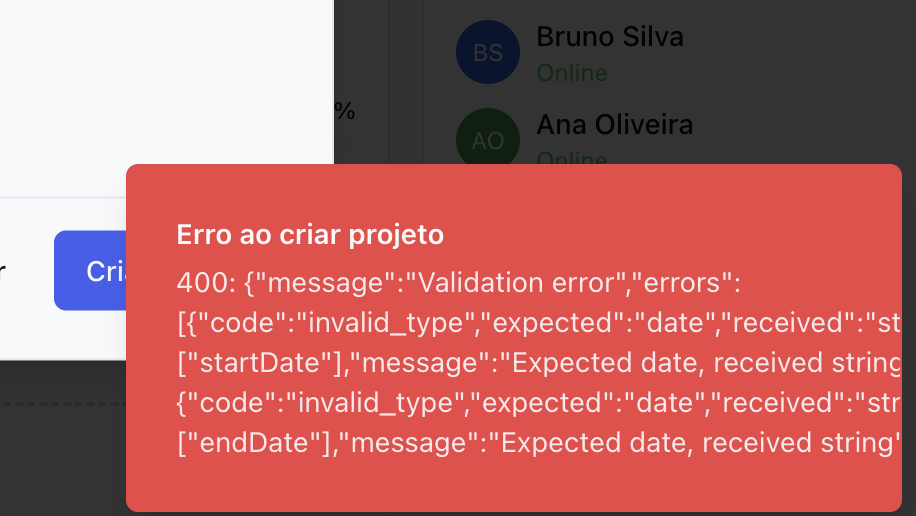 BS
Bruno Silva
Online
%
AO
Ana Oliveira
Online
Erro ao criar projeto
400: {"message":"Validation error","errors":
[{"code":"invalid_type","expected":"date","received":"st
["startDate"],"message":"Expected date, received string
{"code":"invalid_type","expected":"date","received":"str
["endDate"],"message":"Expected date, received string"
r
Cri